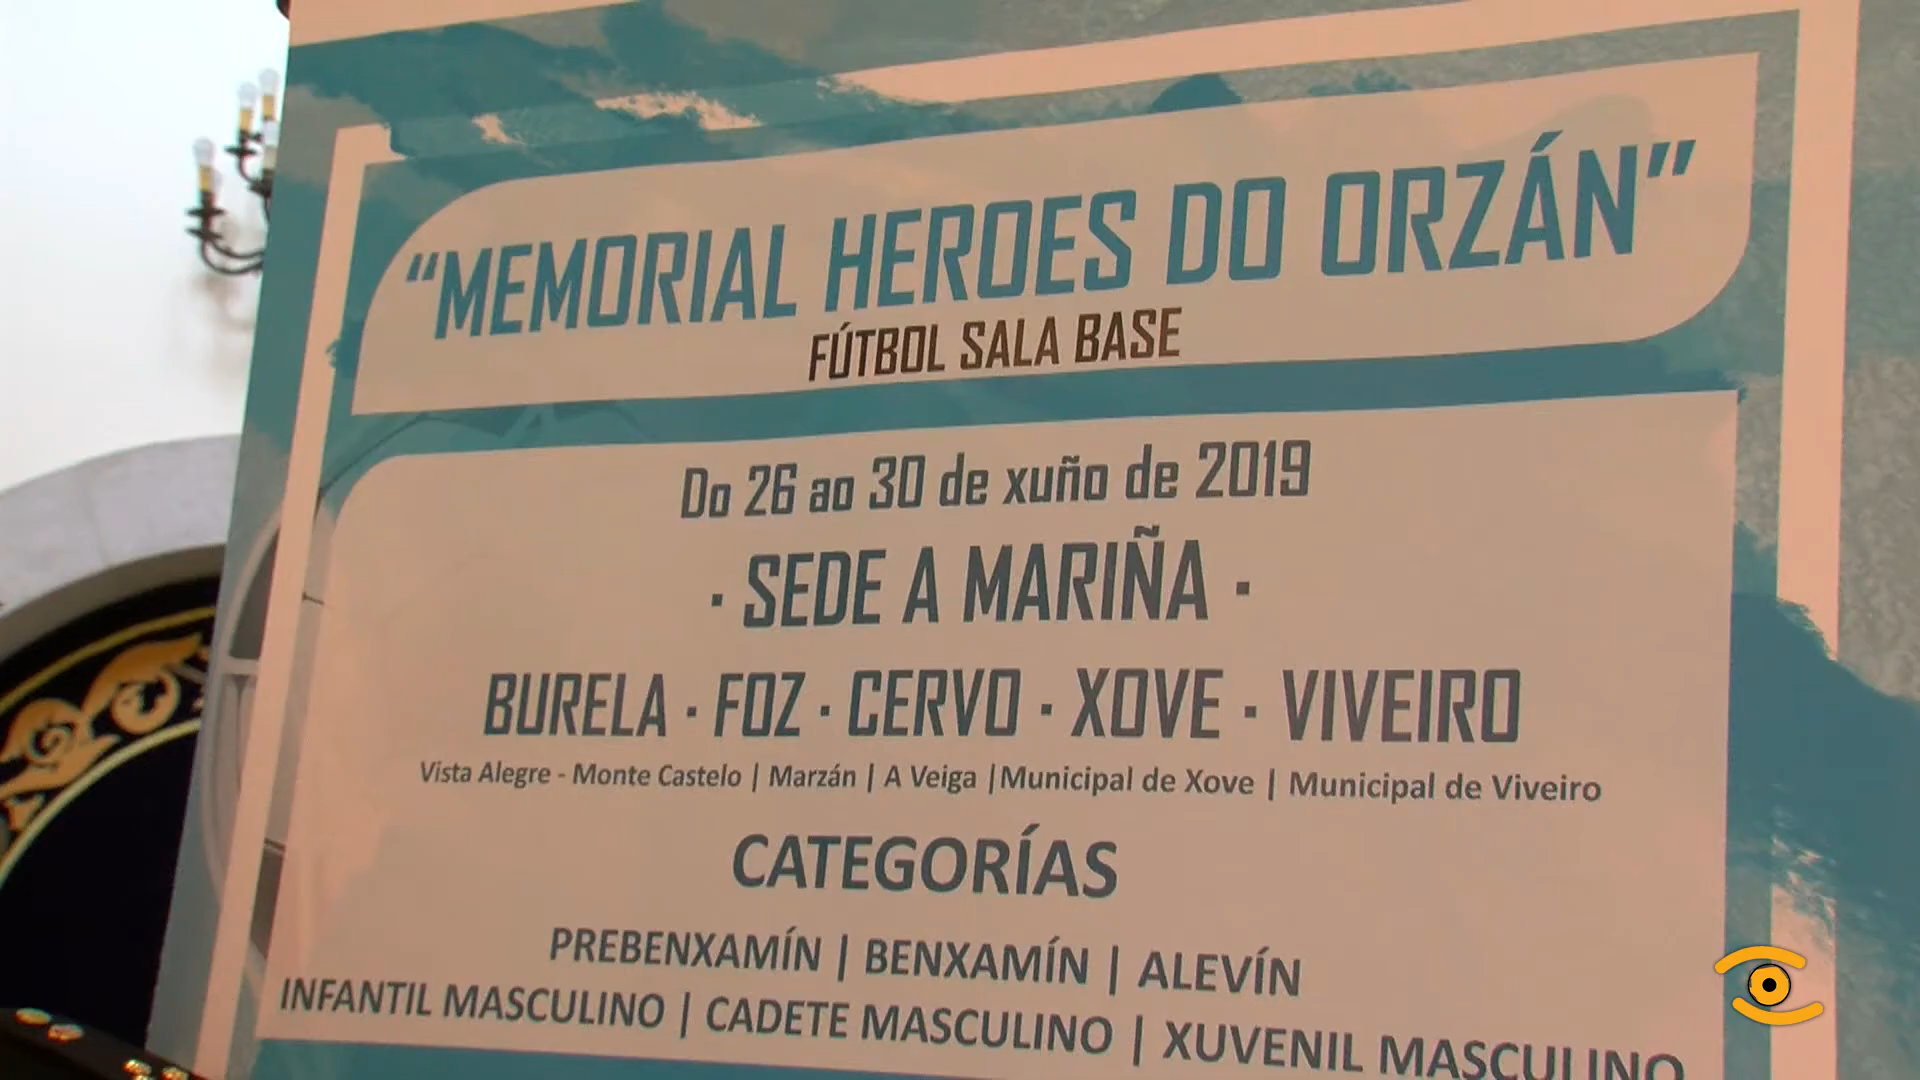 “MEMORIAL HEROES DO ORZÁN”
FÚTBOL SALA BASE
Do 26 ao 30 de xuño de 2019
· SEDE A MARIÑA ·
BURELA · FOZ · CERVO · XOVE · VIVEIRO
Vista Alegre - Monte Castelo | Marzán | A Veiga | Municipal de Xove | Municipal de Viveiro
CATEGORÍAS
PREBENXAMÍN | BENXAMÍN | ALEVÍN
INFANTIL MASCULINO | CADETE MASCULINO | XUVENIL MASCULINO